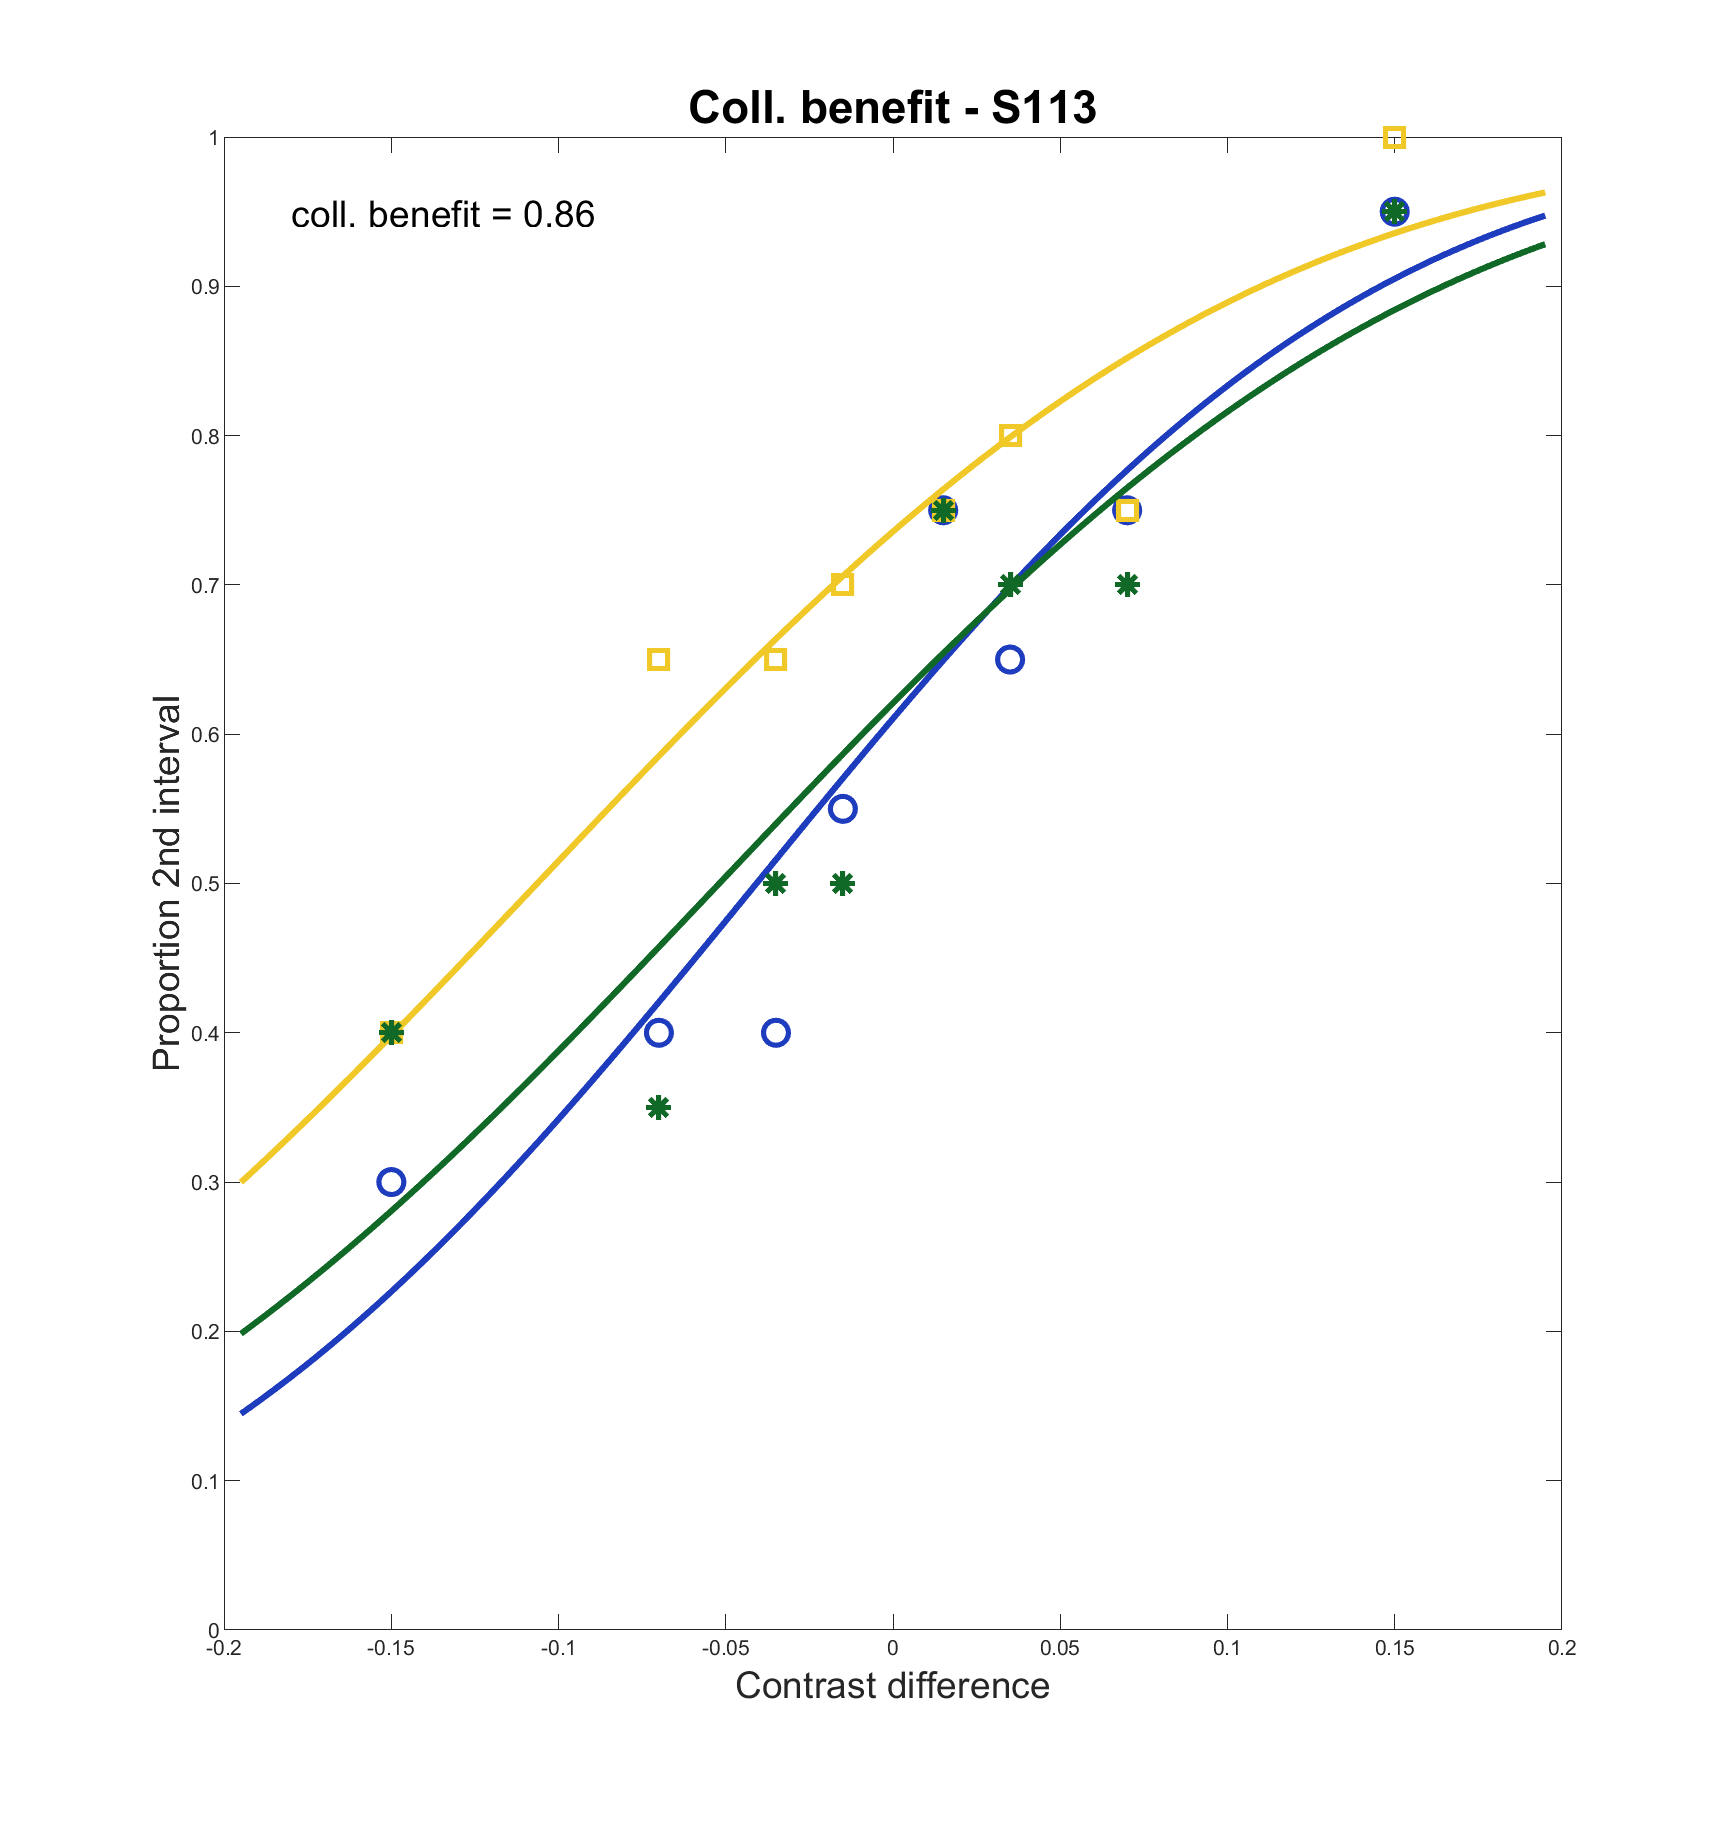 Coll. benefit - S113
coll. benefit = 0.86
1
0.9
0.8
0.7
0.6
0.5
0.4
0.3
0.2
0.1
0
Proportion 2nd interval
-0.2 -0.15 -0.1 -0.05 0 0.05 0.1 0.15 0.2
Contrast difference